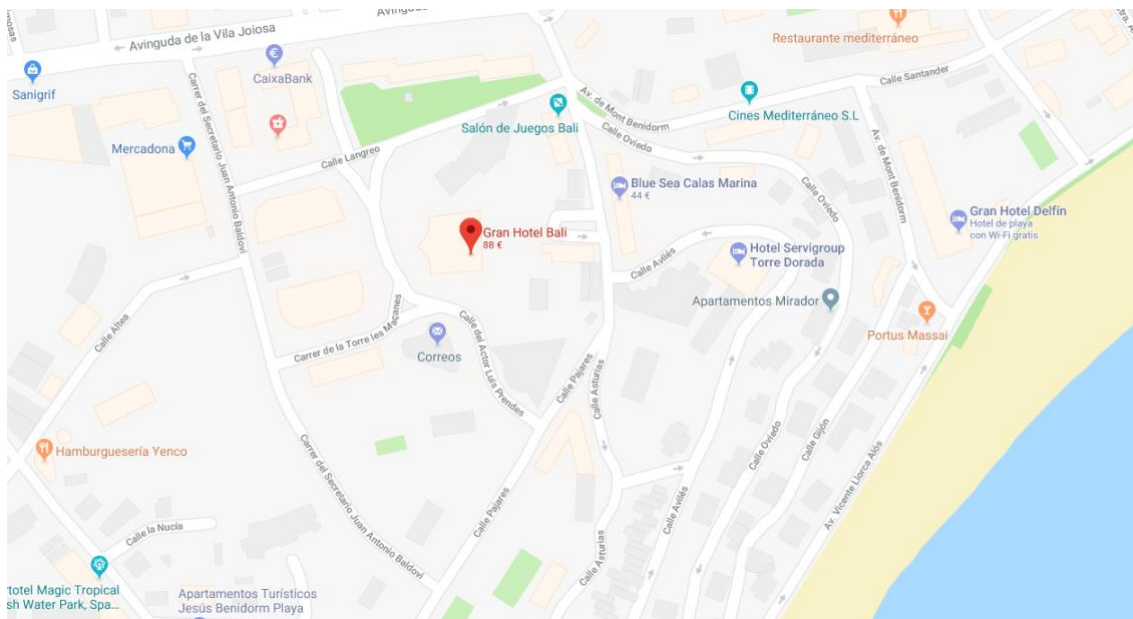 Avinguda de la Vila Joiosa
Sanigrif
CaixaBank
Restaurante mediterráneo
Calle Santander
Av. de Mont Benidorm
Cines Mediterráneo S.L
Salón de Juegos Bali
Calle Oviedo
Mercadona
Carrer del Secretario Juan Antonio Baldovi
Calle Langreo
Av. de Mont Benidorm
Calle Oviedo
Blue Sea Calas Marina
44 €
Gran Hotel Bali
88 €
Gran Hotel Delfín
Hotel de playa
con Wi-Fi gratis
Hotel Servigroup
Torre Dorada
Calle Avilés
Apartamentos Mirador
Portus Massai
Calle Altea
Carrer de la Torre les Maçanes
Correos
Calle del Actor Luis Prendes
Calle Pajares
Calle Asturias
Hamburguesería Yenco
Carrer del Secretario Juan Antonio Baldovi
Calle Pajares
Calle Oviedo
Calle Gijón
Av. Vicente Llorca Alós
Calle Avilés
Calle la Nucía
Calle Asturias
Magic Tropical
Water Park, Spa...
Apartamentos Turísticos
Jesús Benidorm Playa